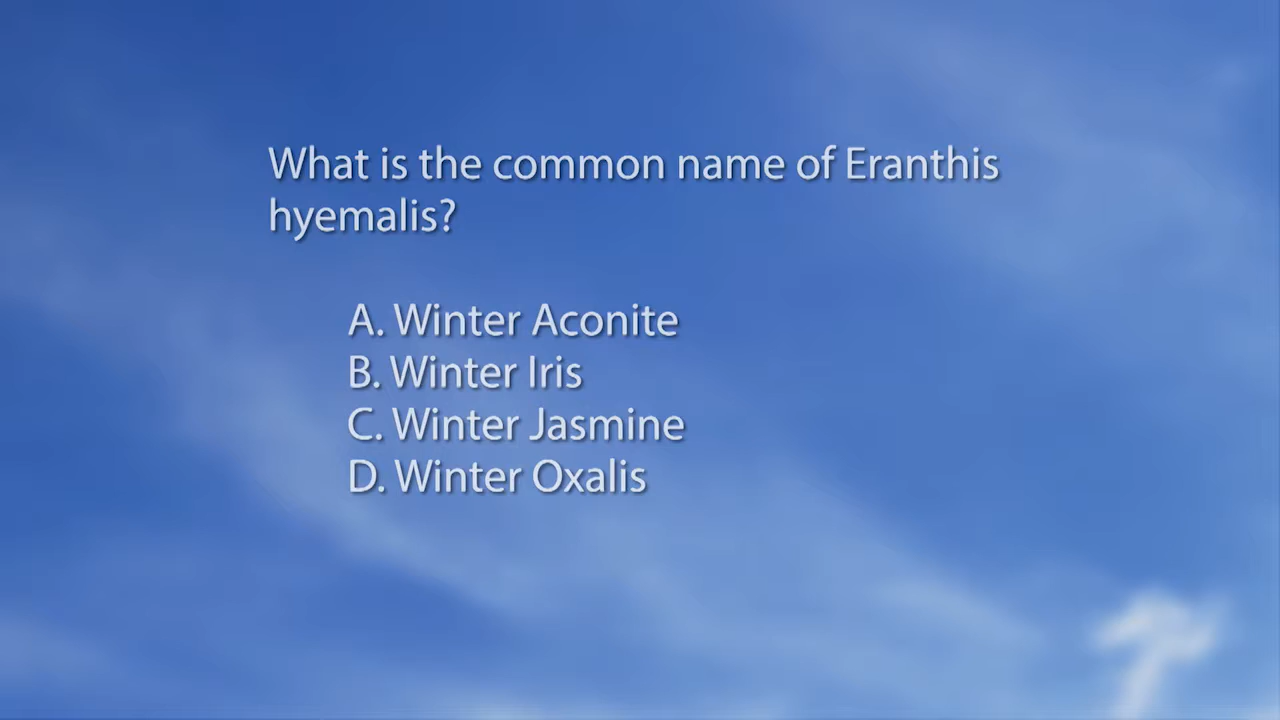 What is the common name of Eranthis
hyemalis?
A. Winter Aconite
B. Winter Iris
C. Winter Jasmine
D. Winter Oxalis